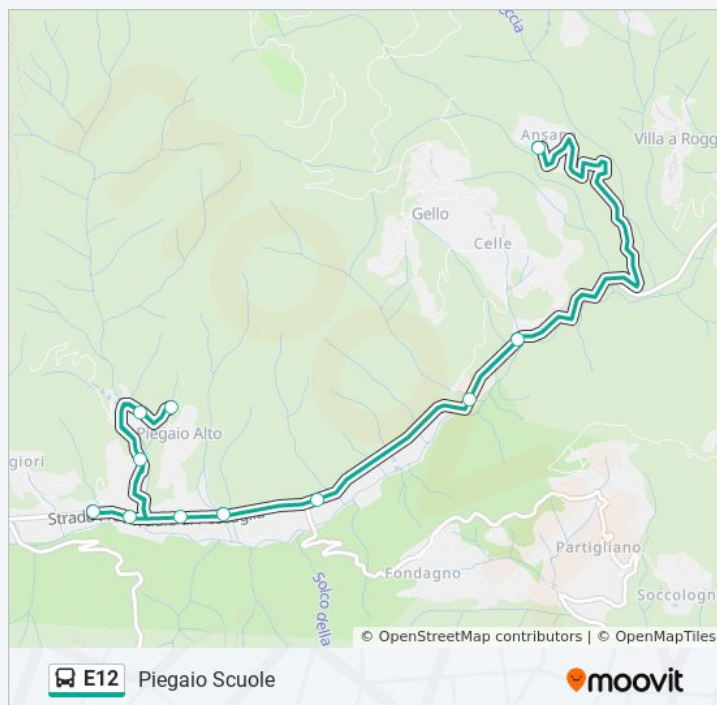 Ansana
Villa a Rogg
Gello
Celle
Piegaio Alto
giori
Strada
Partigliano
Fondagno
Soccologn
Solco della
© OpenStreetMap contributors | © OpenMapTiles
E12 Piegaio Scuole moovit